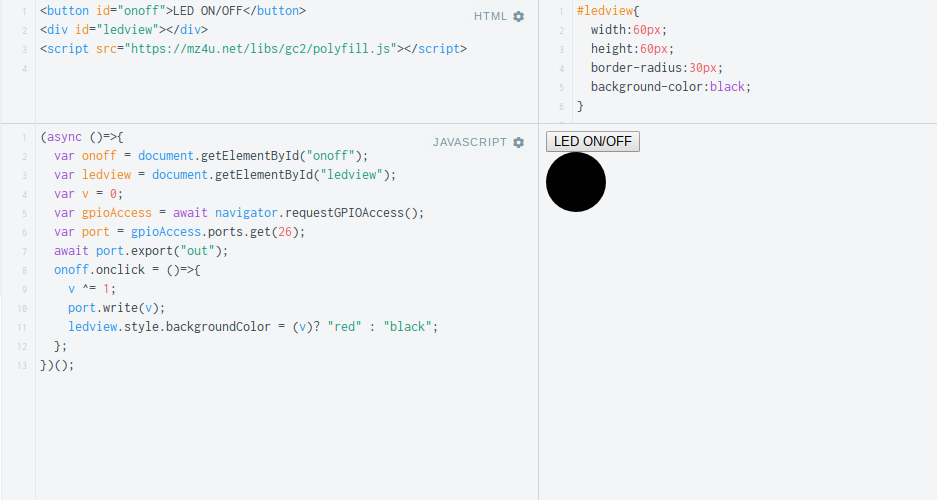 HTML
1 <button id="onoff">LED ON/OFF</button>
2 <div id="ledview"></div>
3 <script src="https://mz4u.net/libs/gc2/polyfill.js"></script>
4
1 #ledview{
2 width:60px;
3 height:60px;
4 border-radius:30px;
5 background-color:black;
6 }
JAVASCRIPT
1 (async ()=>{
2 var onoff = document.getElementById("onoff");
3 var ledview = document.getElementById("ledview");
4 var v = 0;
5 var gpioAccess = await navigator.requestGPIOAccess();
6 var port = gpioAccess.ports.get(26);
7 await port.export("out");
8 onoff.onclick = ()=>{
9 v ^= 1;
10 port.write(v);
11 ledview.style.backgroundColor = (v)? "red" : "black";
12 };
13 })();
LED ON/OFF